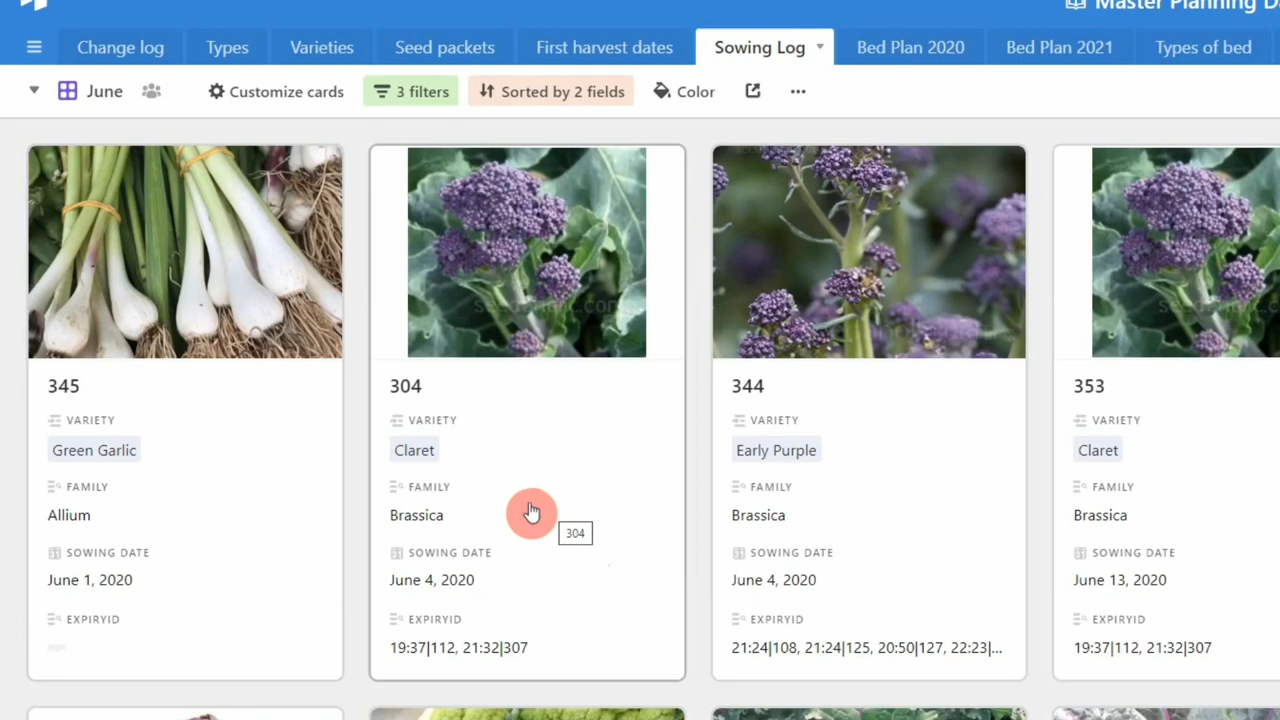 Master Planning Da
Change log Types Varieties Seed packets First harvest dates Sowing Log Bed Plan 2020 Bed Plan 2021 Types of bed
June Customize cards 3 filters Sorted by 2 fields Color
345 304 344 353
VARIETY VARIETY VARIETY VARIETY
Green Garlic Claret Early Purple Claret
FAMILY FAMILY FAMILY FAMILY
Allium Brassica Brassica Brassica
304
SOWING DATE SOWING DATE SOWING DATE SOWING DATE
June 1, 2020 June 4, 2020 June 4, 2020 June 13, 2020
EXPIRYID EXPIRYID EXPIRYID EXPIRYID
19:37|112, 21:32|307 21:24|108, 21:24|125, 20:50|127, 22:23|... 19:37|112, 21:32|307